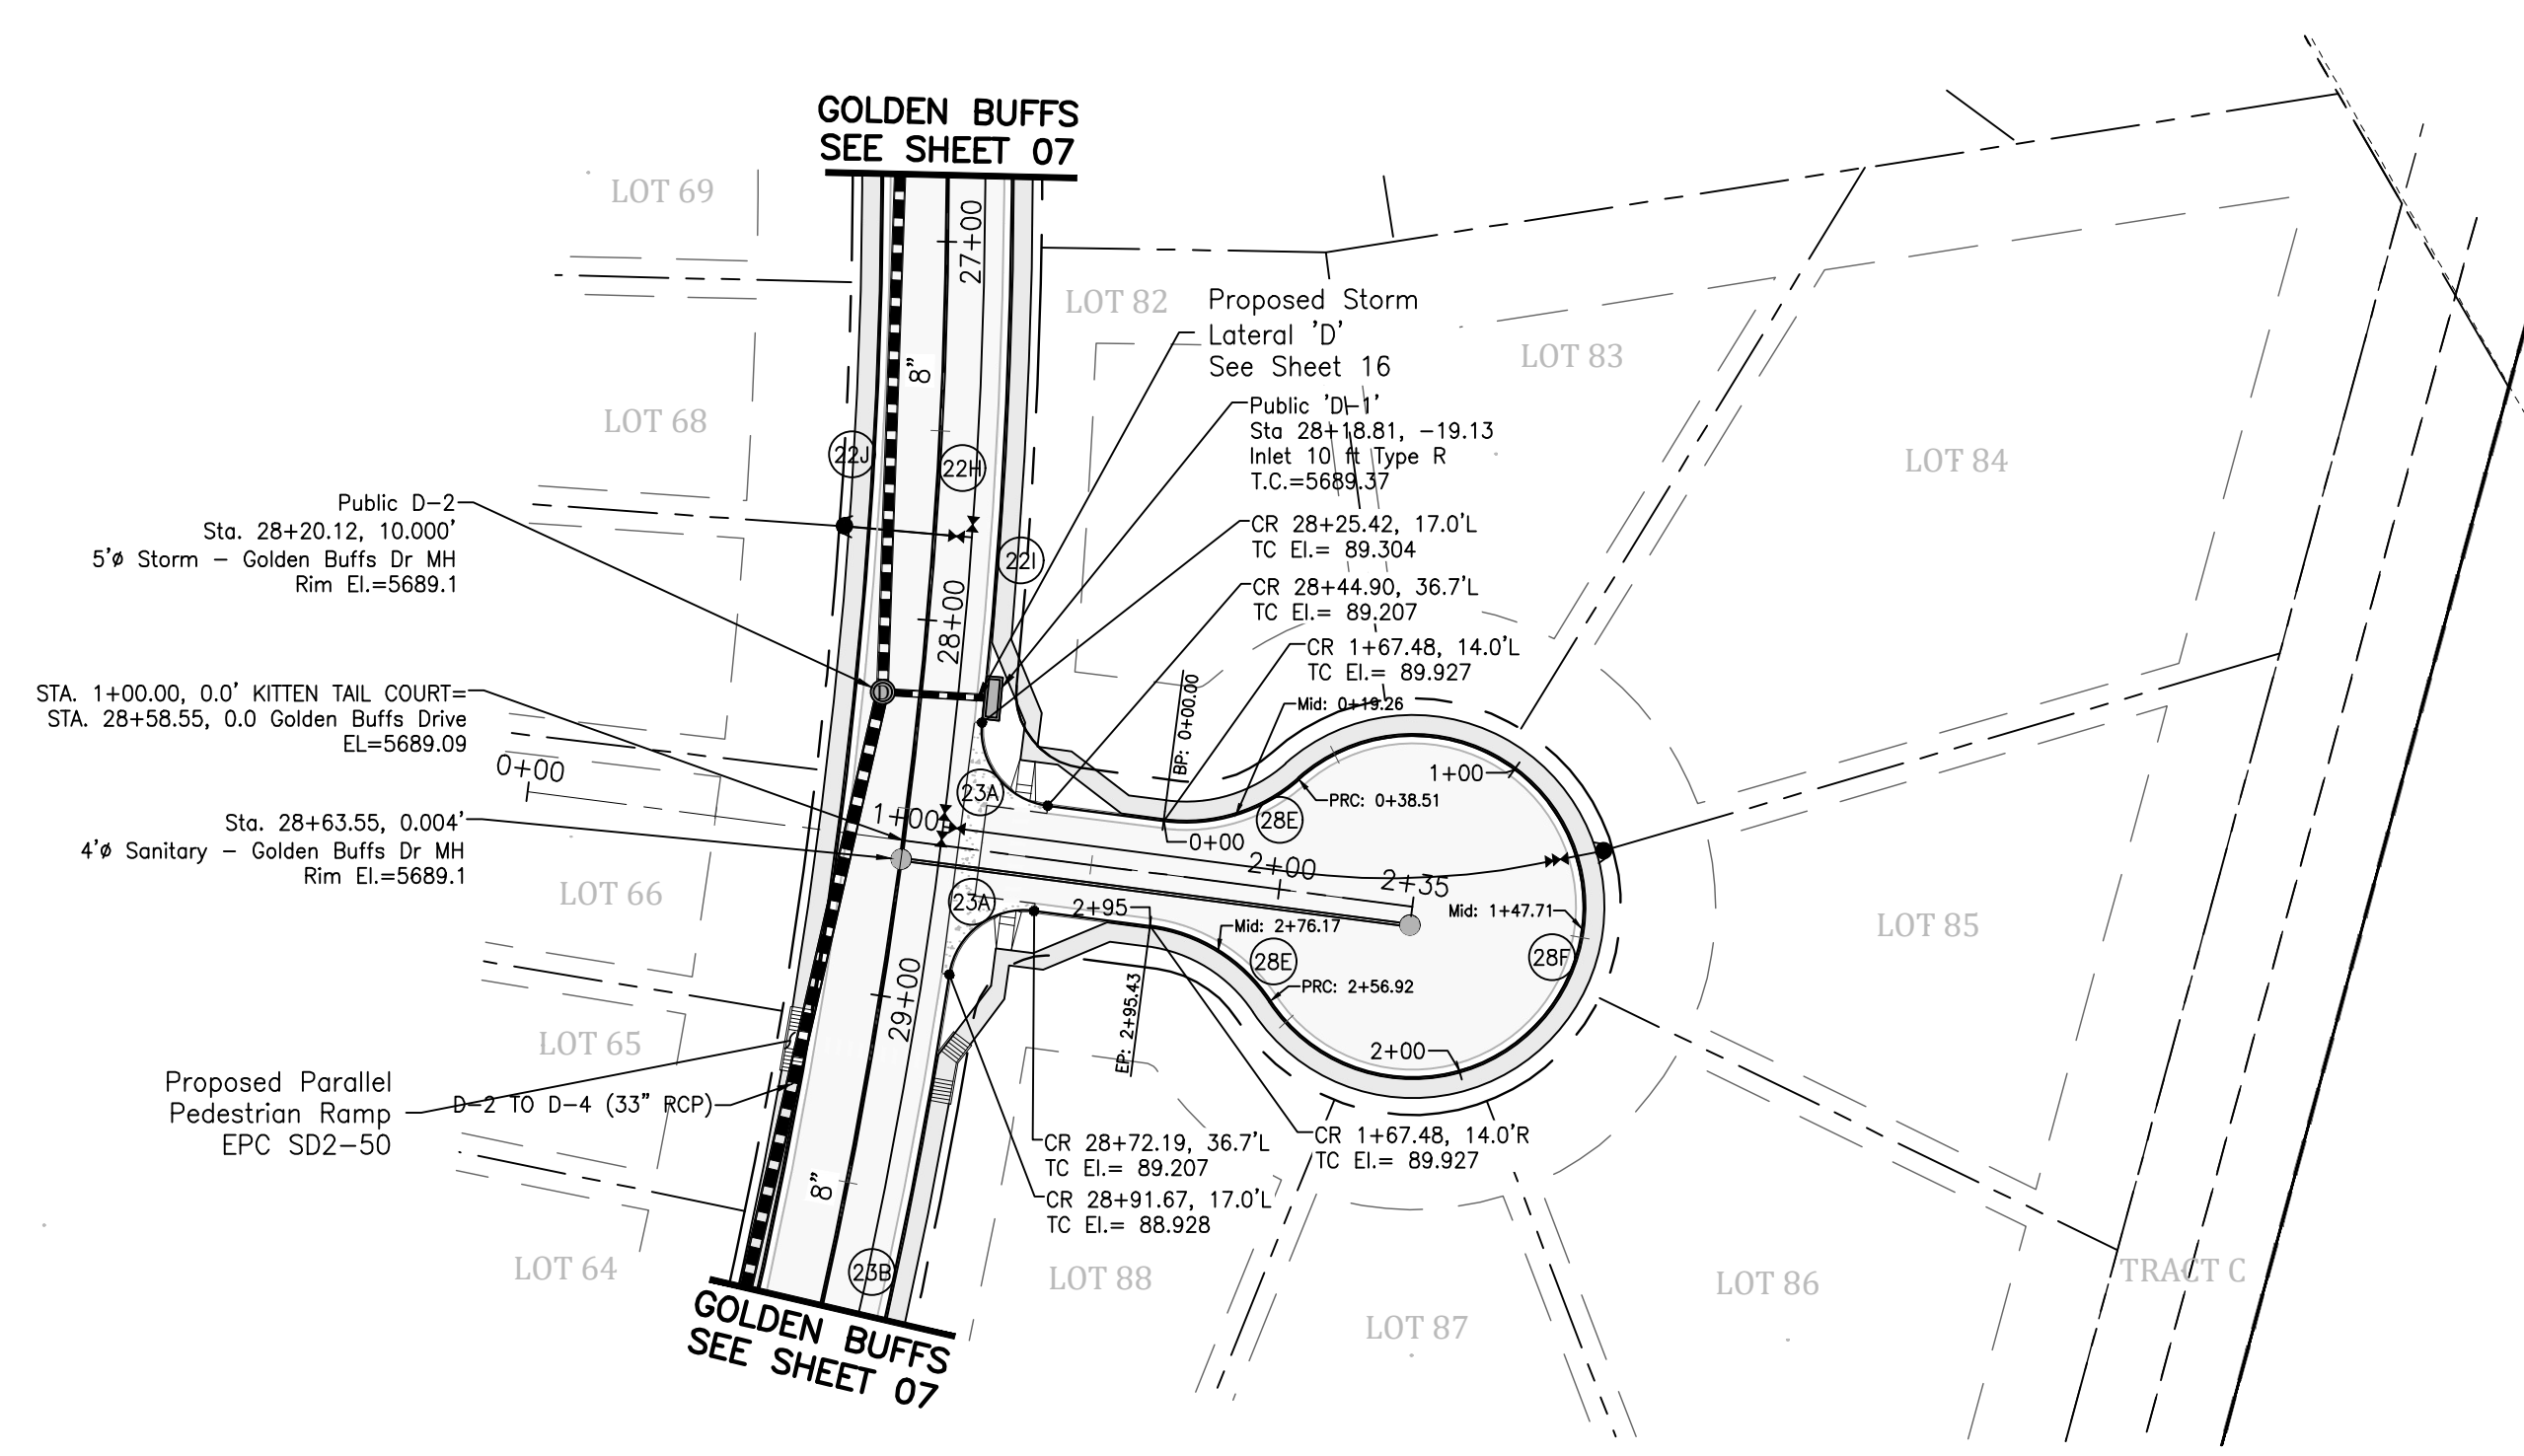 GOLDEN BUFFS
SEE SHEET 07
LOT 69
27+00
LOT 82
Proposed Storm
Lateral 'D'
See Sheet 16
LOT 83
8"
LOT 68
Public 'D-1'
Sta 28+18.81, -19.13
Inlet 10 ft Type R
T.C.=5689.37
22J
22H
LOT 84
Public D-2
Sta. 28+20.12, 10.000'
5'ø Storm - Golden Buffs Dr MH
Rim El.=5689.1
CR 28+25.42, 17.0'L
TC El.= 89.304
22I
CR 28+44.90, 36.7'L
TC El.= 89.207
28+00
CR 1+67.48, 14.0'L
TC El.= 89.927
D
STA. 1+00.00, 0.0' KITTEN TAIL COURT=
STA. 28+58.55, 0.0 Golden Buffs Drive
EL=5689.09
BP: 0+00.00
Mid: 0+19.26
0+00
1+00
23A
PRC: 0+38.51
1+00
28E
Sta. 28+63.55, 0.004'
4'ø Sanitary - Golden Buffs Dr MH
Rim El.=5689.1
0+00
2+00
2+35
LOT 66
23A
2+95
Mid: 2+76.17
Mid: 1+47.71
LOT 85
28E
28F
PRC: 2+56.92
29+00
EP: 2+95.43
LOT 65
2+00
Proposed Parallel
Pedestrian Ramp
EPC SD2-50
D-2 TO D-4 (33" RCP)
CR 28+72.19, 36.7'L
TC El.= 89.207
CR 1+67.48, 14.0'R
TC El.= 89.927
8"
CR 28+91.67, 17.0'L
TC El.= 88.928
LOT 64
23B
LOT 88
LOT 86
TRACT C
LOT 87
GOLDEN BUFFS
SEE SHEET 07